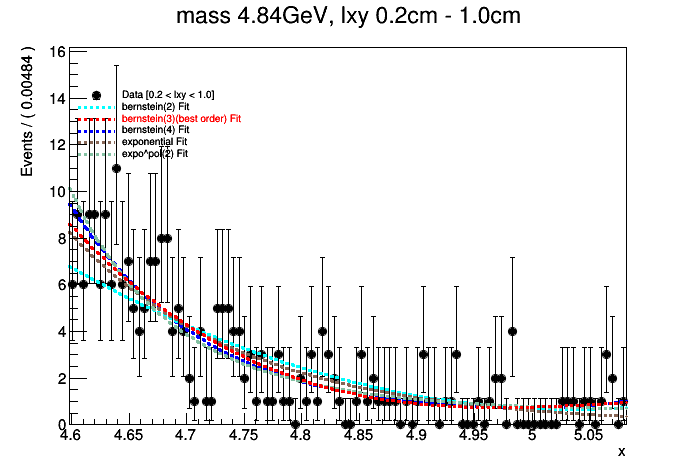 mass 4.84GeV, lxy 0.2cm - 1.0cm
Events / ( 0.00484 )
16
14
12
10
8
6
4
2
0
Data [0.2 < lxy < 1.0]
bernstein(2) Fit
bernstein(3)(best order) Fit
bernstein(4) Fit
exponential Fit
expo^pol(2) Fit
4.6 4.65 4.7 4.75 4.8 4.85 4.9 4.95 5 5.05
x